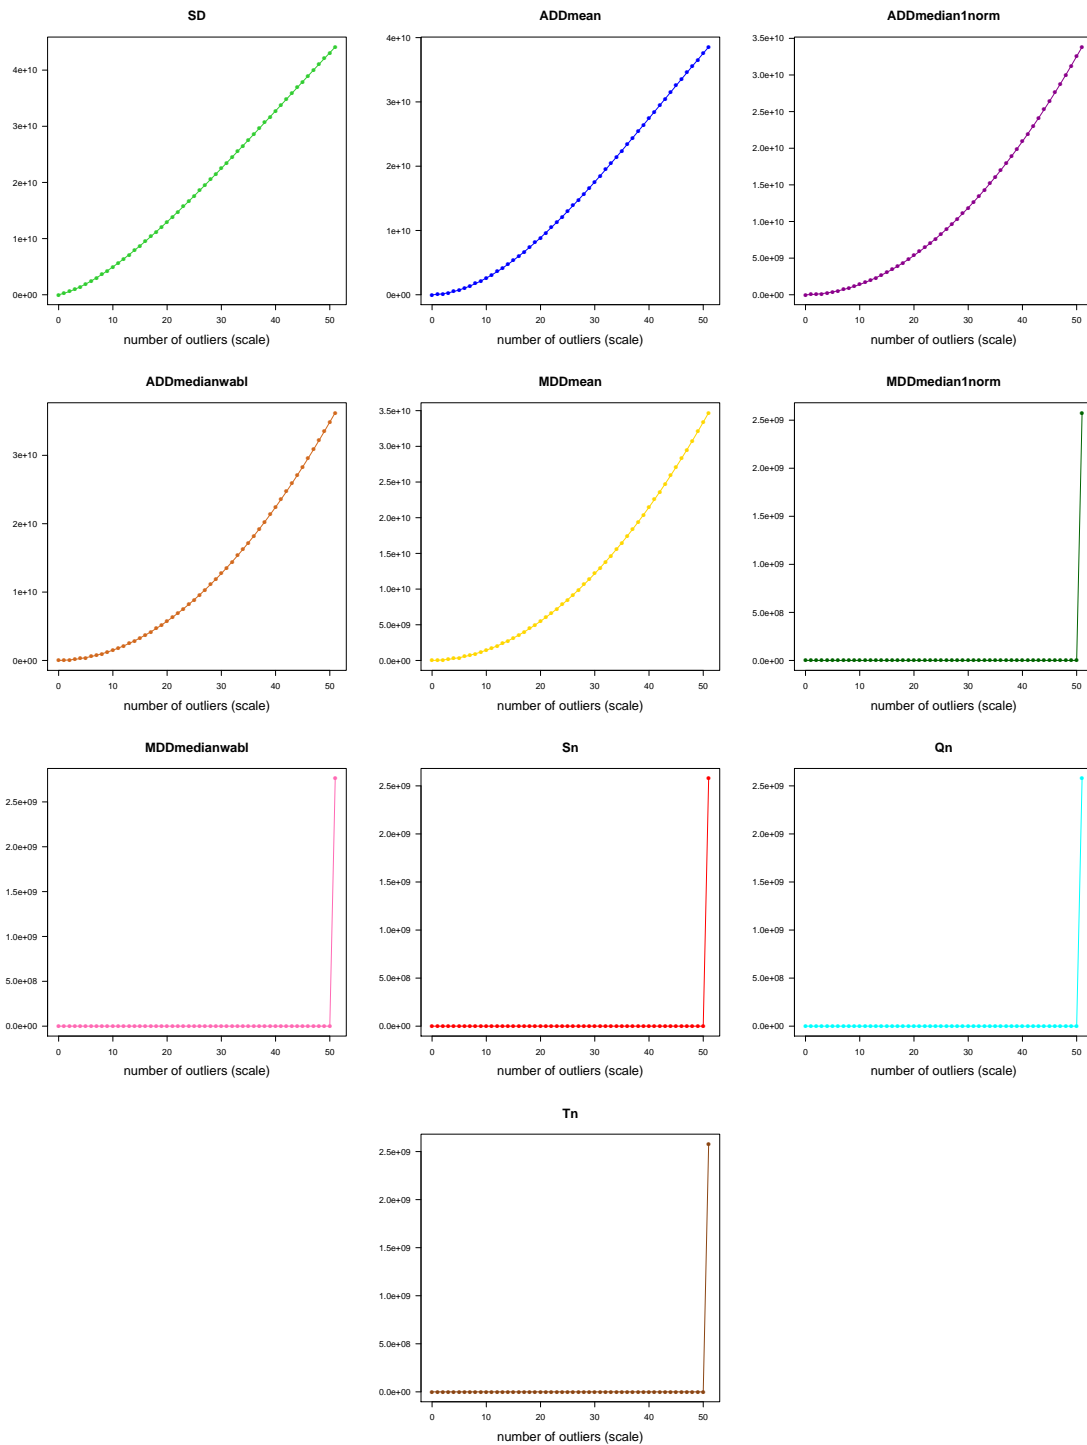 SD
4e+10
3e+10
2e+10
1e+10
0e+00
0 10 20 30 40 50
number of outliers (scale)
ADDmean
4e+10
3e+10
2e+10
1e+10
0e+00
0 10 20 30 40 50
number of outliers (scale)
ADDmedian1norm
3.5e+10
3.0e+10
2.5e+10
2.0e+10
1.5e+10
1.0e+10
5.0e+09
0.0e+00
0 10 20 30 40 50
number of outliers (scale)
ADDmedianwabl
3e+10
2e+10
1e+10
0e+00
0 10 20 30 40 50
number of outliers (scale)
MDDmean
3.5e+10
3.0e+10
2.5e+10
2.0e+10
1.5e+10
1.0e+10
5.0e+09
0.0e+00
0 10 20 30 40 50
number of outliers (scale)
MDDmedian1norm
2.5e+09
2.0e+09
1.5e+09
1.0e+09
5.0e+08
0.0e+00
0 10 20 30 40 50
number of outliers (scale)
MDDmedianwabl
2.5e+09
2.0e+09
1.5e+09
1.0e+09
5.0e+08
0.0e+00
0 10 20 30 40 50
number of outliers (scale)
Sn
2.5e+09
2.0e+09
1.5e+09
1.0e+09
5.0e+08
0.0e+00
0 10 20 30 40 50
number of outliers (scale)
Qn
2.5e+09
2.0e+09
1.5e+09
1.0e+09
5.0e+08
0.0e+00
0 10 20 30 40 50
number of outliers (scale)
Tn
2.5e+09
2.0e+09
1.5e+09
1.0e+09
5.0e+08
0.0e+00
0 10 20 30 40 50
number of outliers (scale)